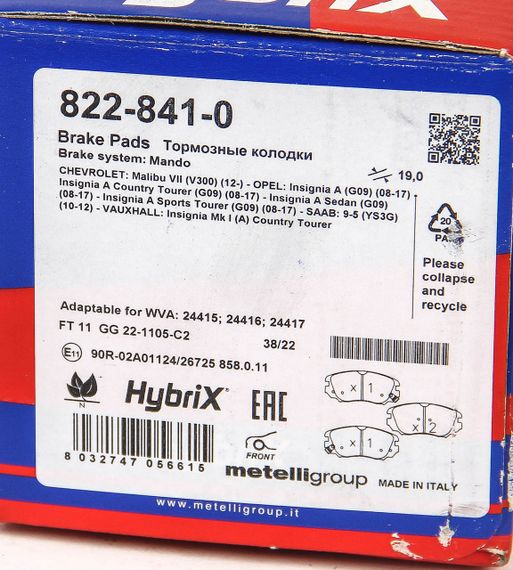 HybriX
822-841-0
Brake Pads Тормозные колодки
Brake system: Mando
19,0
CHEVROLET: Malibu VII (V300) (12-) - OPEL: Insignia A (G09) (08-17) -
Insignia A Country Tourer (G09) (08-17) - Insignia A Sedan (G09)
(08-17) - Insignia A Sports Tourer (G09) (08-17) - SAAB: 9-5 (YS3G)
(10-12) - VAUXHALL: Insignia Mk I (A) Country Tourer
20
PAP
Please
collapse
and
recycle
Adaptable for WVA: 24415; 24416; 24417
FT 11 GG 22-1105-C2
38/22
E11 90R-02A01124/26725 858.0.11
N
HybriX®
EAC
x 1
x 2
x 1
8 032747 056615
FRONT
metelligroup
MADE IN ITALY
www.metelligroup.it